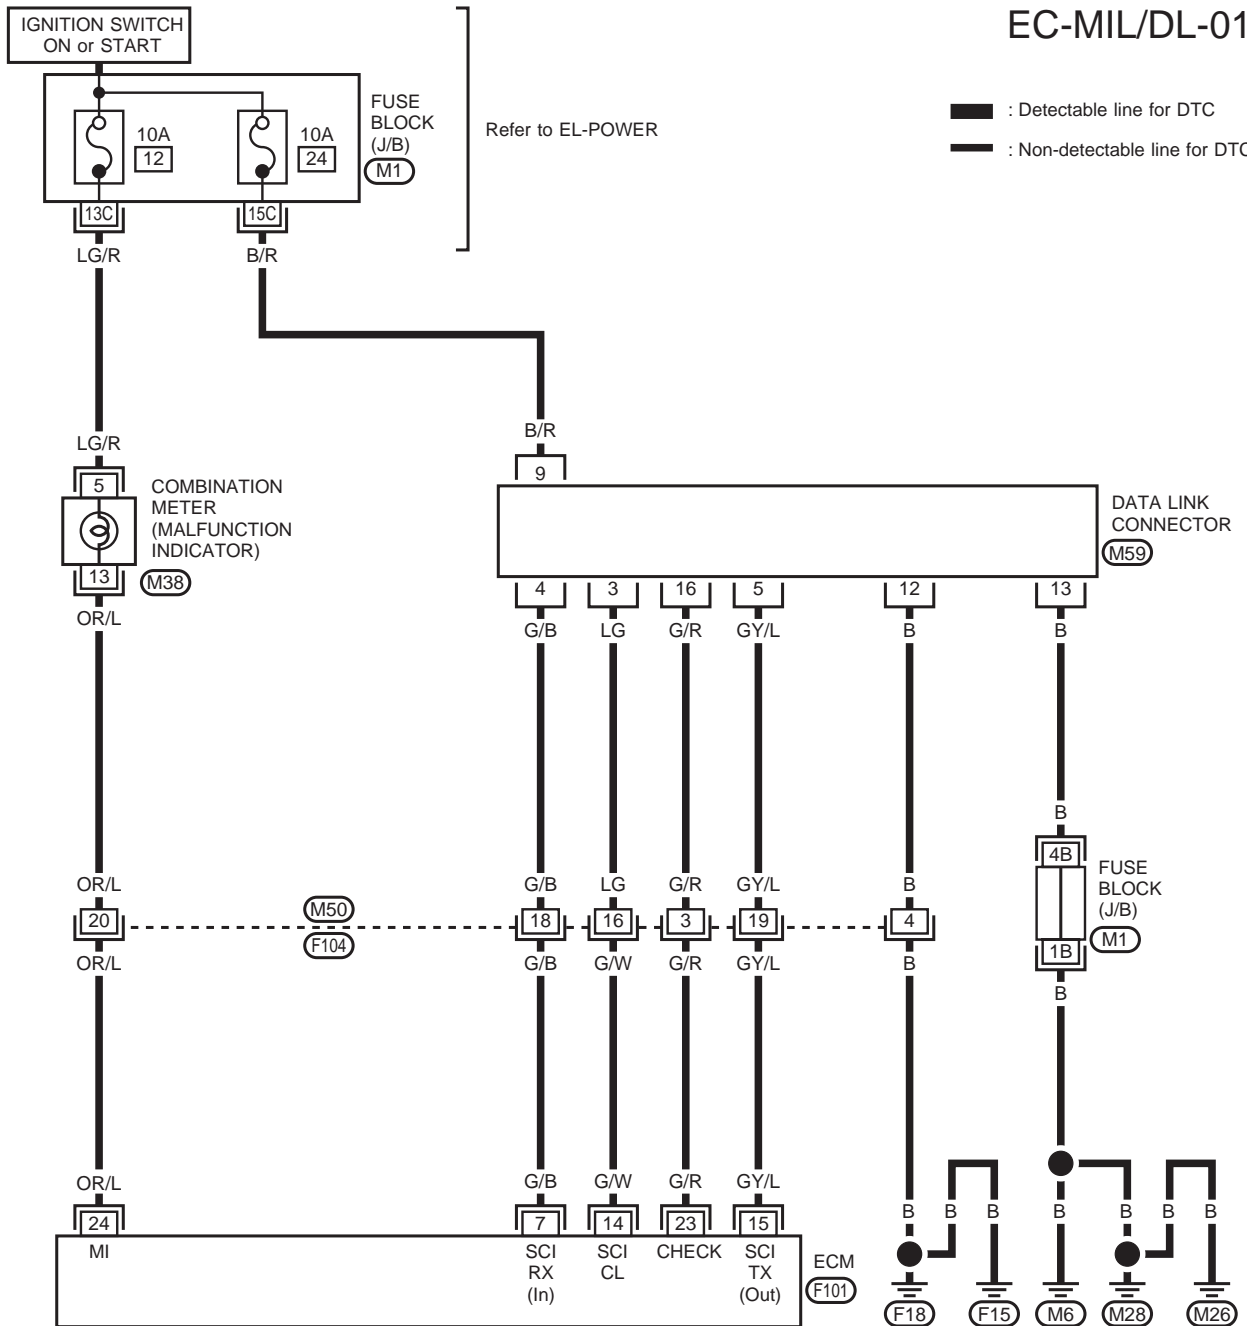 EC-MIL/DL-01
IGNITION SWITCH
ON or START
: Detectable line for DTC
: Non-detectable line for DTC
10A
12
10A
24
FUSE
BLOCK
(J/B)
M1
Refer to EL-POWER
13C
15C
LG/R
B/R
LG/R
B/R
5
9
COMBINATION
METER
(MALFUNCTION
INDICATOR)
13
M38
DATA LINK
CONNECTOR
M59
4 3 16 5 12 13
OR/L
G/B LG G/R GY/L B B
B
4B
FUSE
BLOCK
(J/B)
M1
1B
B
OR/L G/B LG G/R GY/L B
20 M50 18 16 3 19 4
F104
OR/L G/B G/W G/R GY/L B
OR/L G/B G/W G/R GY/L
24 7 14 23 15
B B B B B B B
MI
SCI
RX
(In)
SCI
CL
CHECK
SCI
TX
(Out)
ECM
F101
F18 F15 M6 M28 M26